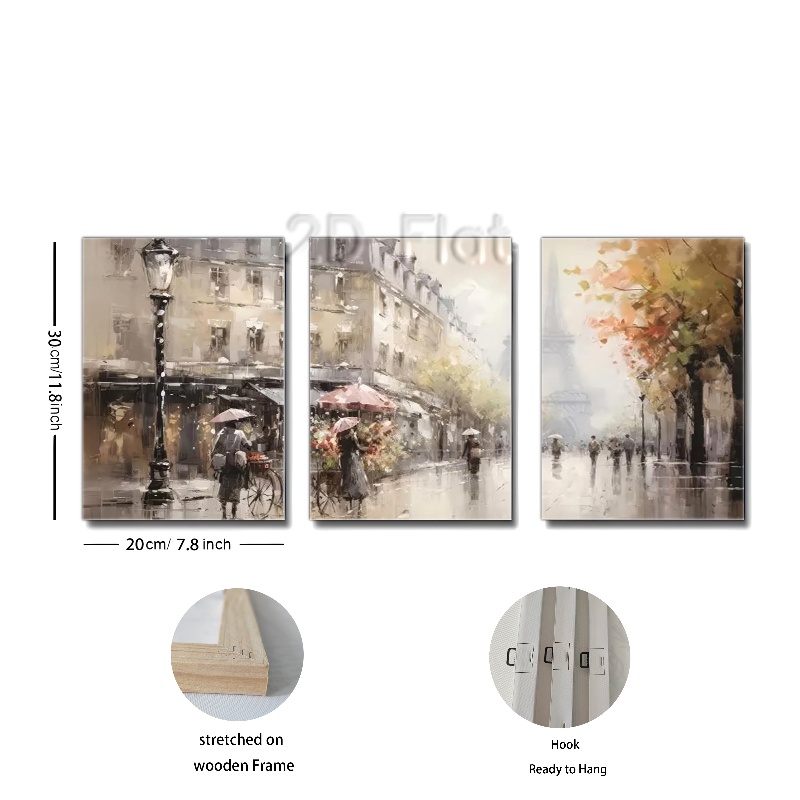 2D Flat
30cm/11.8inch
20cm/ 7.8 inch
stretched on
wooden Frame
Hook
Ready to Hang